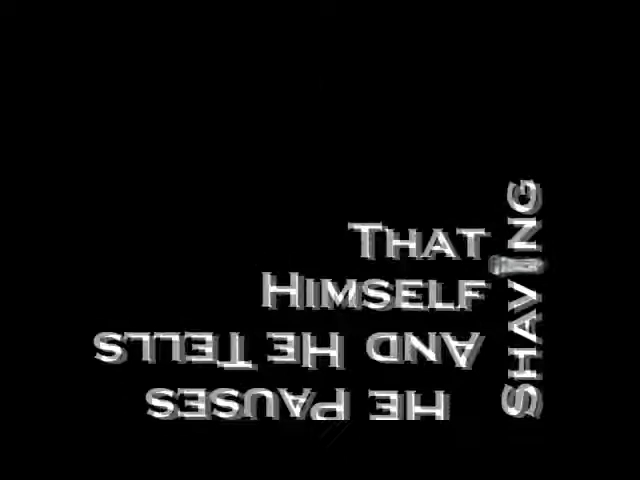 Shaving
He Pauses
And He Tells
Himself
That